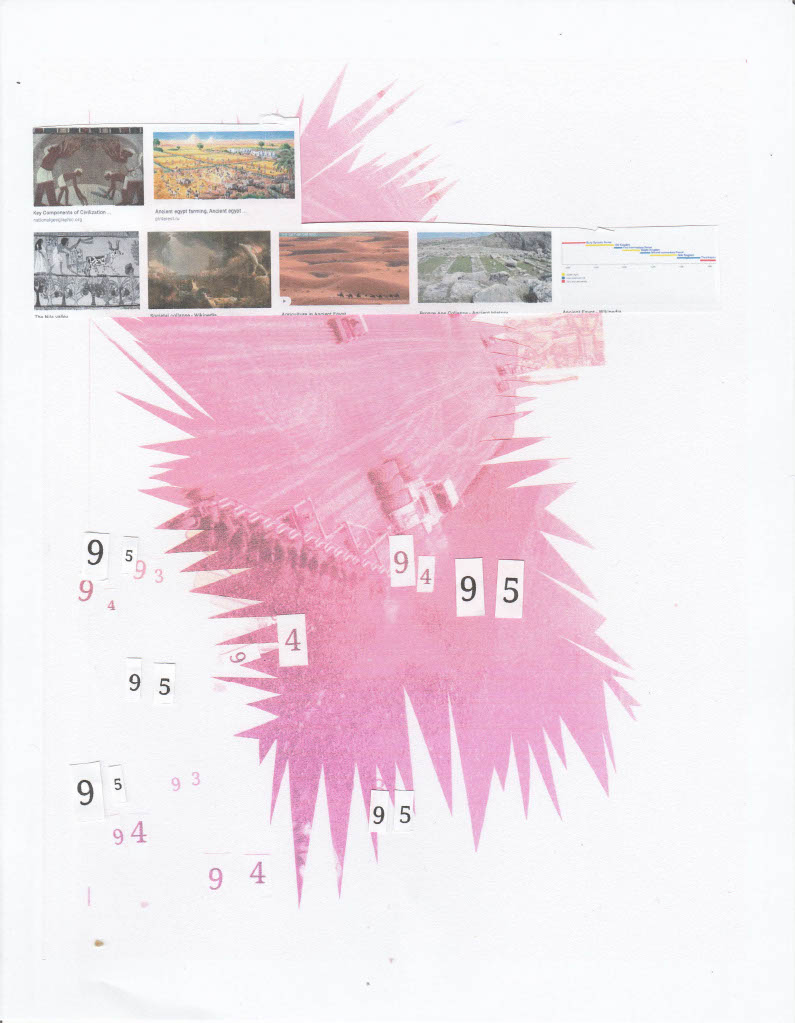 Key Components of Civilization ...
nationalgeographic.org
Ancient egypt farming, Ancient egypt ...
pinterest.ru
The Nile valley
Societal collapse - Wikipedia
Agriculture in Ancient Egypt
Bronze Age Collapse - Ancient History
Ancient Egypt - Wikipedia
9 5
9 3
9 4
9 4
9 5
9 4
9 5
9 5
9 3
9 5
9 4
9 4